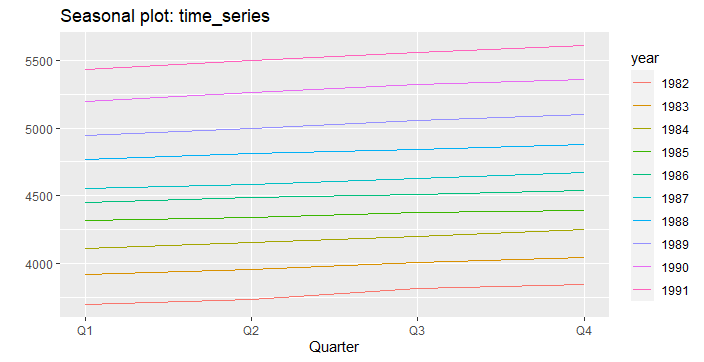 Seasonal plot: time_series
5500
5000
4500
4000
Q1
Q2
Q3
Q4
Quarter
year
1982
1983
1984
1985
1986
1987
1988
1989
1990
1991